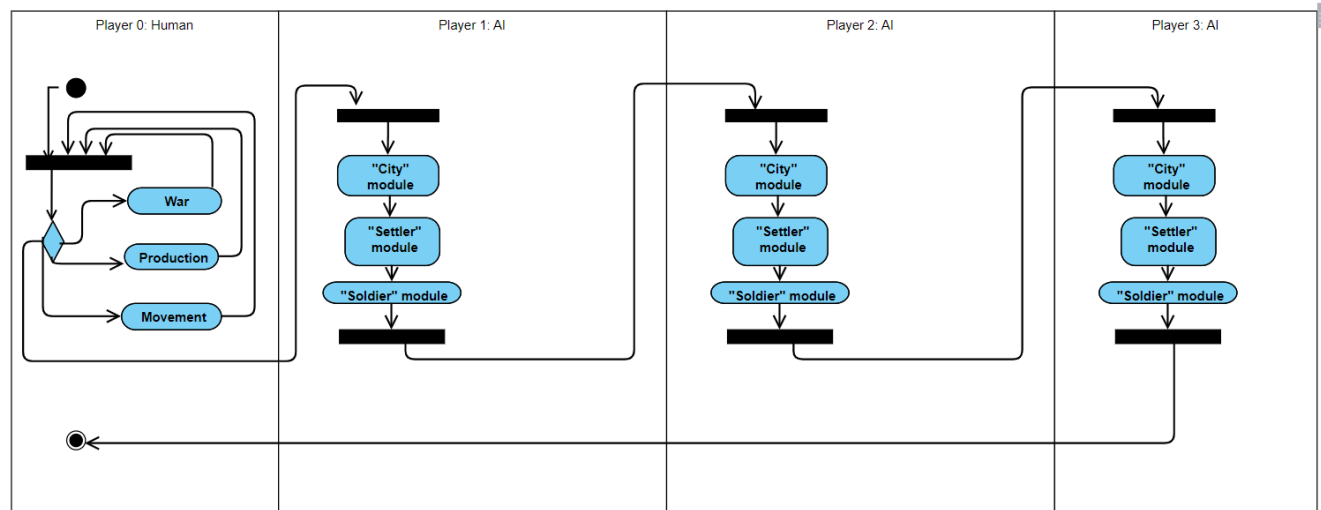 Player 0: Human
Player 1: AI
Player 2: AI
Player 3: AI
War
Production
Movement
"City"
module
"Settler"
module
"Soldier" module
"City"
module
"Settler"
module
"Soldier" module
"City"
module
"Settler"
module
"Soldier" module